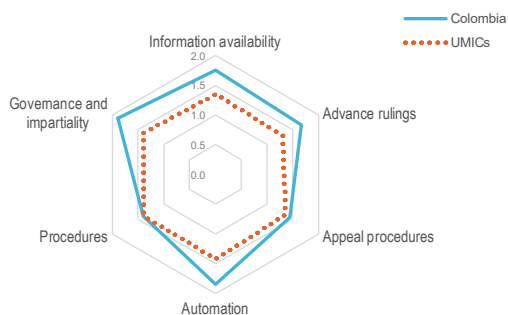 Colombia
UMICs
Information availability
2.0
1.5
1.0
0.5
0.0
Governance and
impartiality
Advance rulings
Procedures
Appeal procedures
Automation